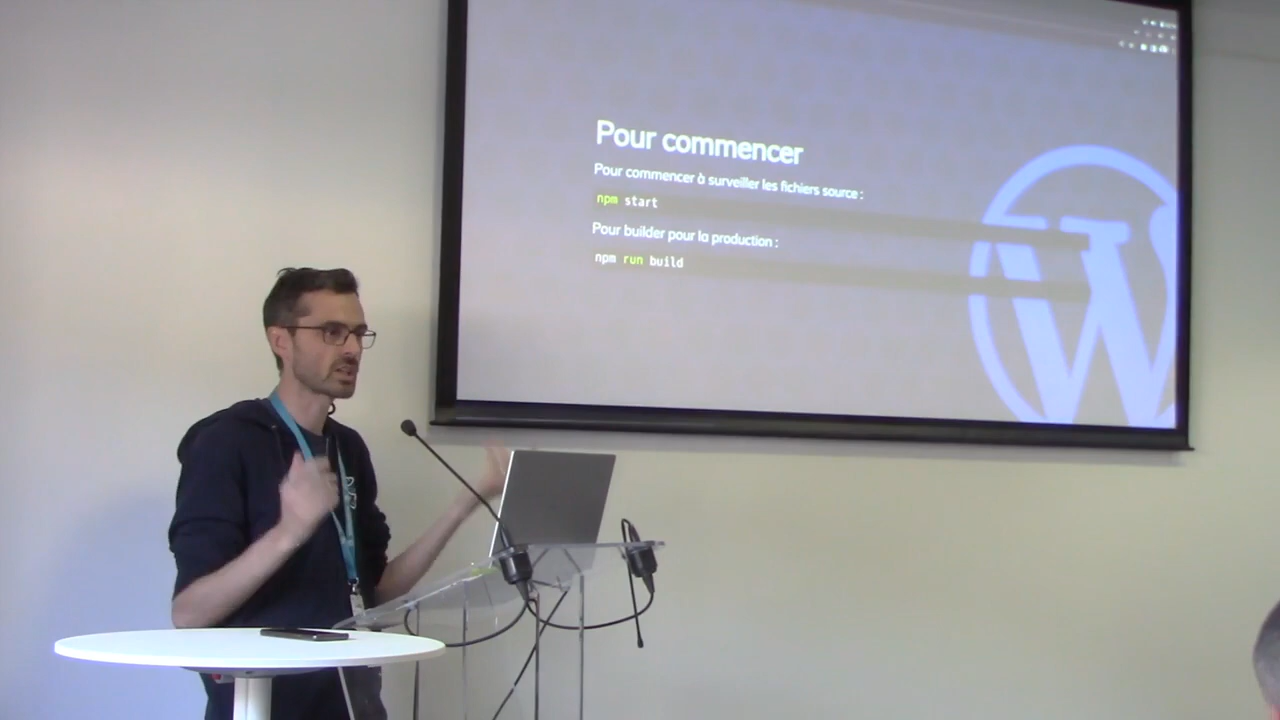 Pour commencer
Pour commencer à surveiller les fichiers source :
npm start
Pour builder pour la production :
npm run build